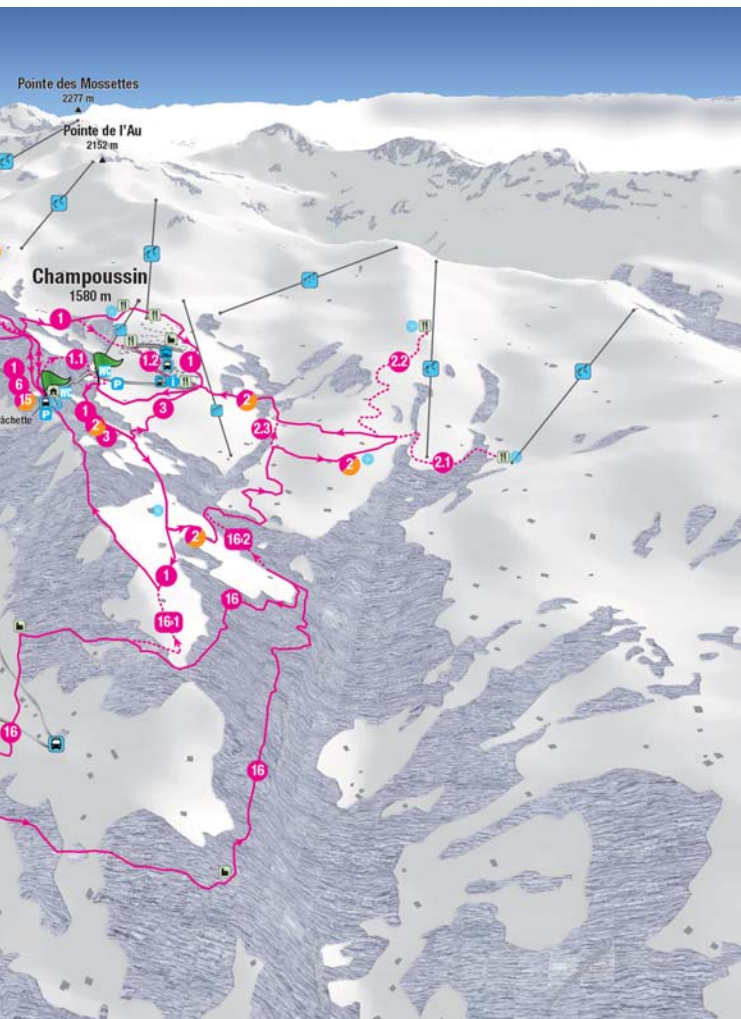 Pointe des Mossettes
2277 m
Pointe de l'Au
2152 m
Champoussin
1580 m
1
1.1
1.2
1
2.2
WC
P
i
1
6
15
WC
P
1
2
3
3
2
2.3
2
2.1
2
16•2
1
16
16•1
16
16